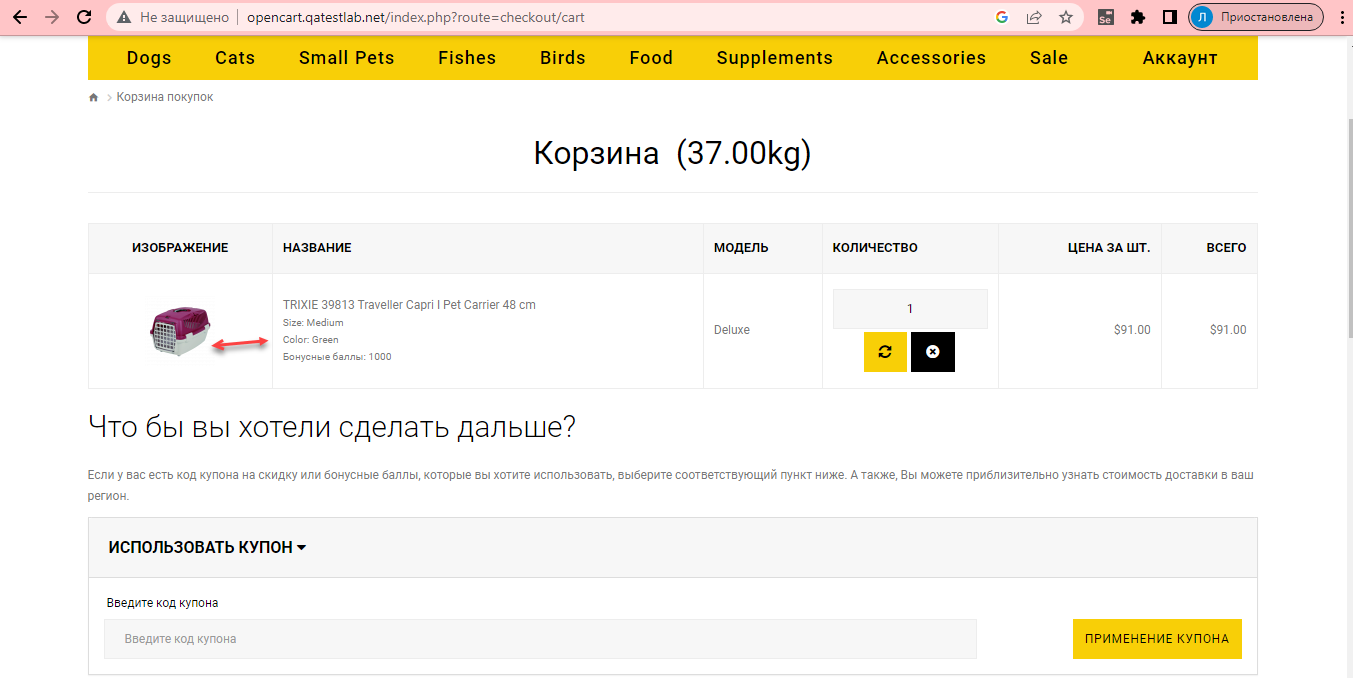 Не защищено opencart.qatestlab.net/index.php?route=checkout/cart Se Л Приостановлена
Dogs Cats Small Pets Fishes Birds Food Supplements Accessories Sale Аккаунт
Корзина покупок
Корзина (37.00kg)
ИЗОБРАЖЕНИЕ НАЗВАНИЕ МОДЕЛЬ КОЛИЧЕСТВО ЦЕНА ЗА ШТ. ВСЕГО
TRIXIE 39813 Traveller Capri I Pet Carrier 48 cm
Size: Medium
Color: Green
Бонусные баллы: 1000
Deluxe
1
$91.00 $91.00
Что бы вы хотели сделать дальше?
Если у вас есть код купона на скидку или бонусные баллы, которые вы хотите использовать, выберите соответствующий пункт ниже. А также, Вы можете приблизительно узнать стоимость доставки в ваш
регион.
ИСПОЛЬЗОВАТЬ КУПОН
Введите код купона
Введите код купона
ПРИМЕНЕНИЕ КУПОНА